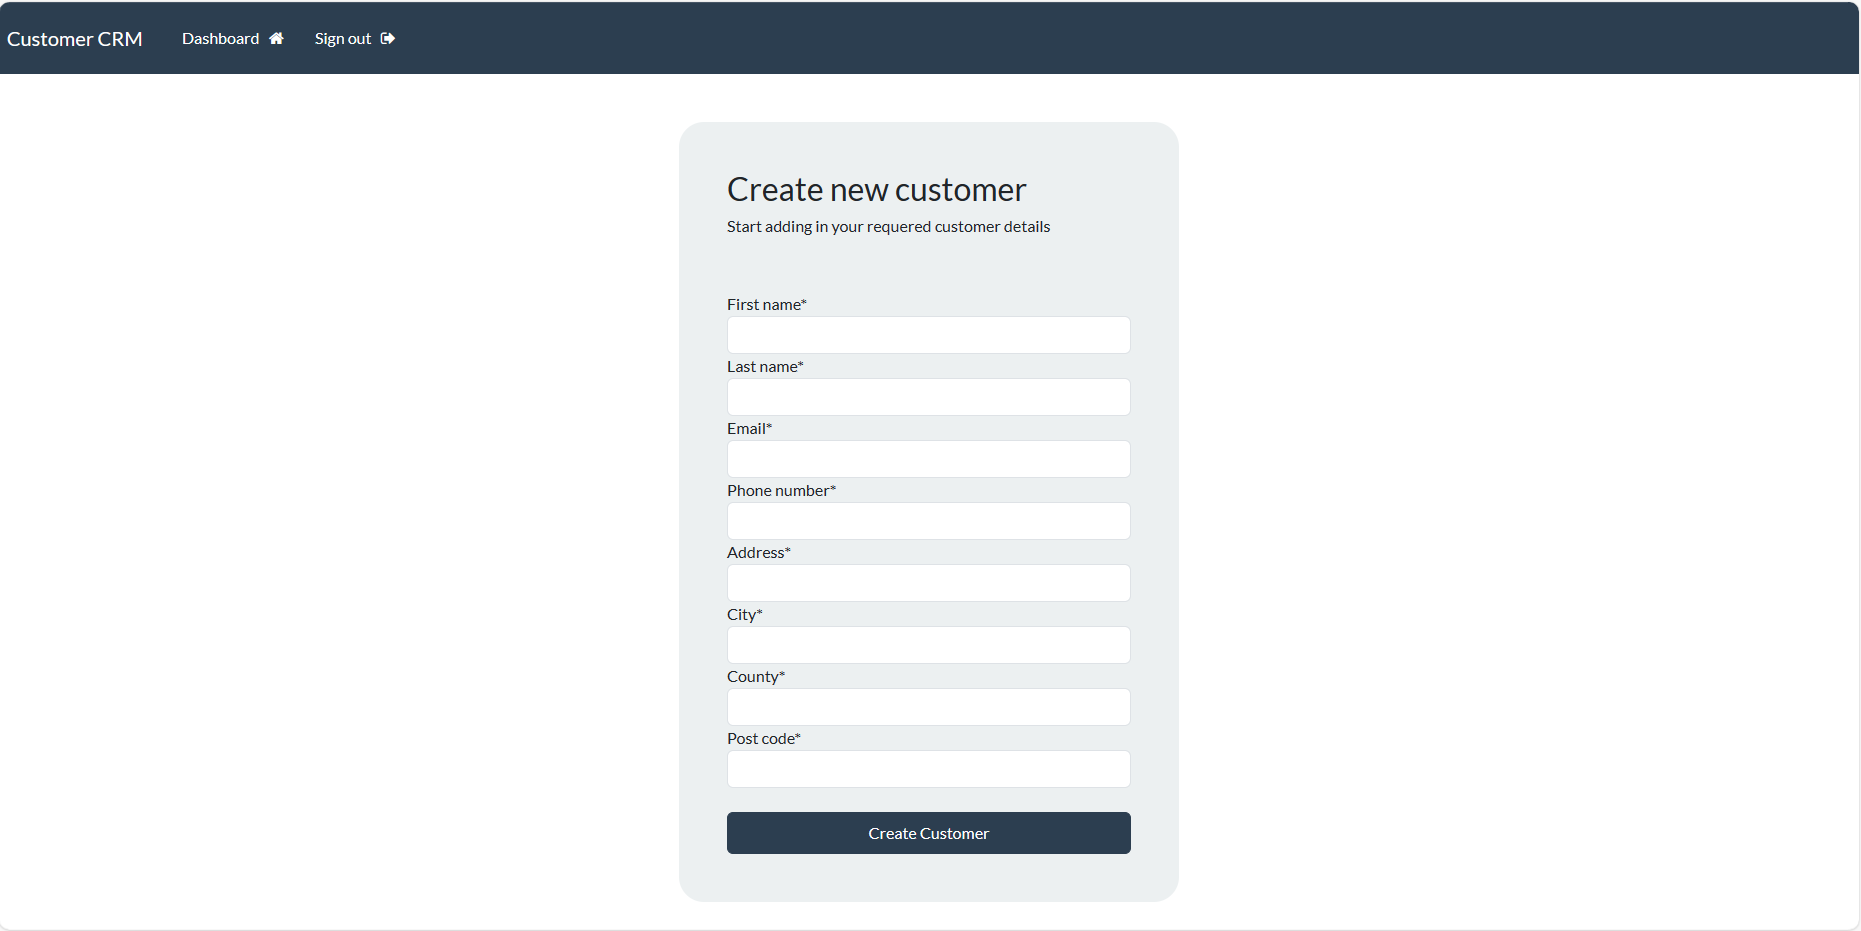 Customer CRM Dashboard Sign out
Create new customer
Start adding in your requered customer details
First name*
Last name*
Email*
Phone number*
Address*
City*
County*
Post code*
Create Customer